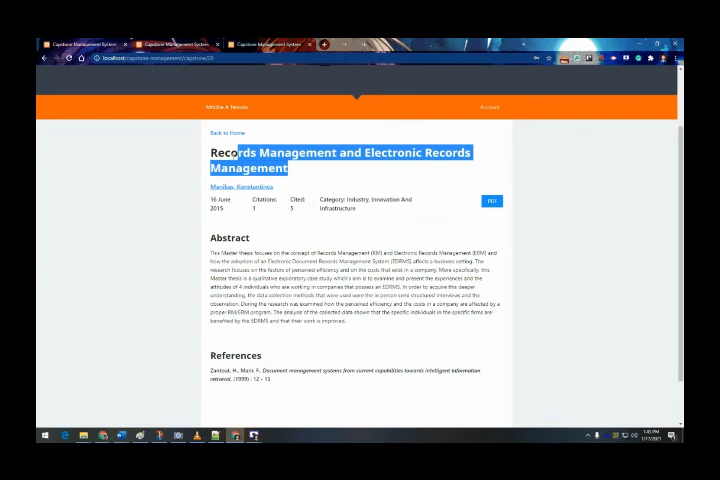 Capstone Management System
Capstone Management System
Capstone Management System
localhost/capstone-management/capstone/26
Account
Back to Home
Records Management and Electronic Records
Management
Manikas, Konstantinos
16 June
2015
Citations:
1
Cited:
5
Category: Industry, Innovation And
Infrastructure
PDF
Abstract
This Master thesis focuses on the concept of Records Management (RM) and Electronic Records Management (ERM) and
how the adoption of an Electronic Document Records Management System (EDRMS) affects a business setting. The
research focuses on the factors of perceived efficiency and on the costs that exist in a company. More specifically, this
Master thesis is a qualitative exploratory case study which a aim is to examine and present the experiences and the
attitudes of 4 individuals who are working in companies that possess an EDRMS. In order to acquire this deeper
understanding, the data collection methods that were used were the in person semi structured interviews and the
observation. During the research was examined how the perceived efficiency and the costs in a company are affected by a
proper RM/ERM program. The analysis of the collected data shown that the specific individuals in the specific firms are
benefited by the EDRMS and that their work is improved.
References
Zantout, H., Marir, F., Document management systems from current capabilities towards intelligent information
retrieval. (1999) : 12 - 15
1:45 PM
1/17/2021